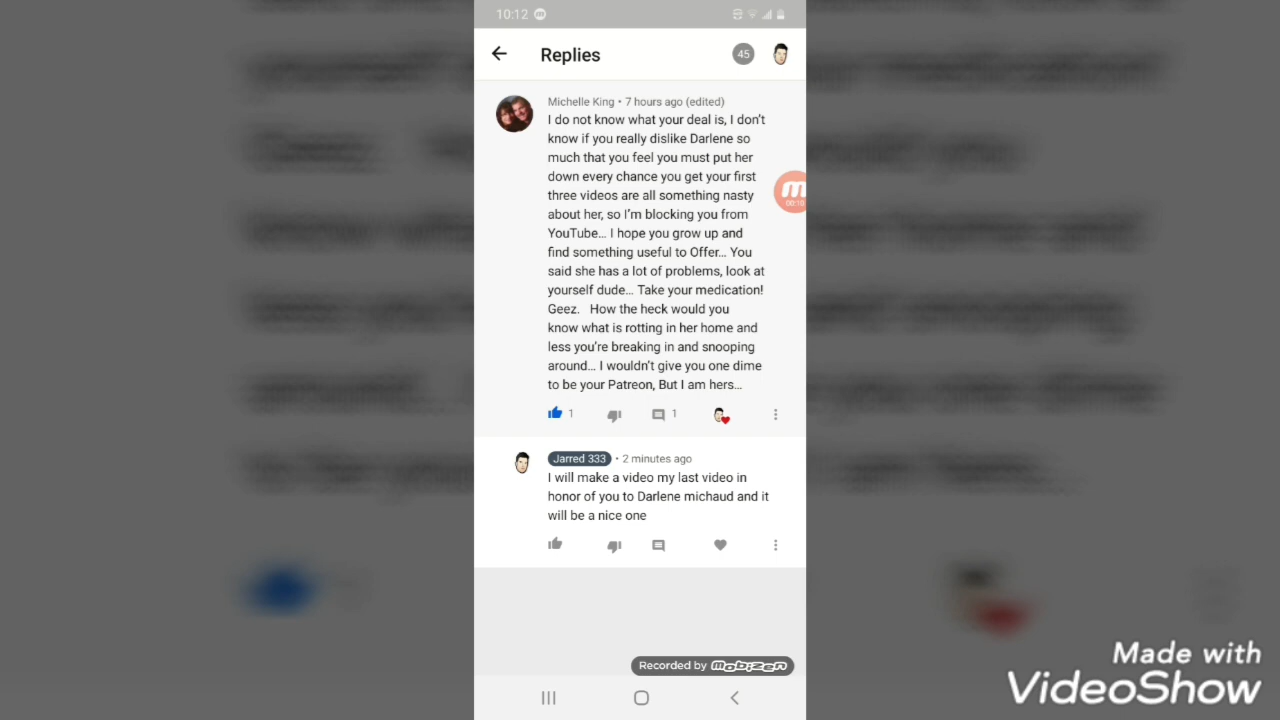 10:12
Replies
45
Michelle King • 7 hours ago (edited)
I do not know what your deal is, I don't
know if you really dislike Darlene so
much that you feel you must put her
down every chance you get your first
three videos are all something nasty
about her, so I'm blocking you from
YouTube... I hope you grow up and
find something useful to Offer... You
said she has a lot of problems, look at
yourself dude... Take your medication!
Geez. How the heck would you
know what is rotting in her home and
less you're breaking in and snooping
around... I wouldn't give you one dime
to be your Patreon, But I am hers...
1
1
00:10
Jarred 333 • 2 minutes ago
I will make a video my last video in
honor of you to Darlene michaud and it
will be a nice one
Recorded by mobizen
Made with
VideoShow